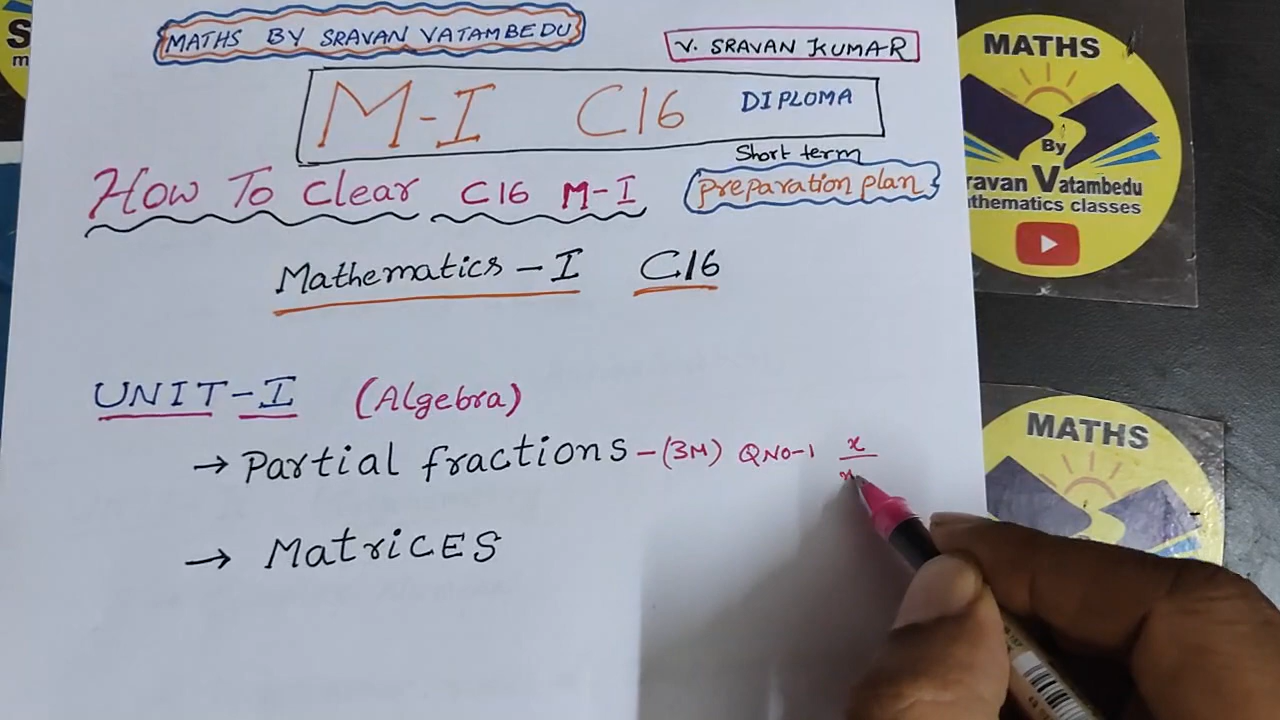 MATHS BY SRAVAN VATAMBEDU
V. SRAVAN KUMAR
M-I C16 DIPLOMA
Short term
How To Clear C16 M-I preparation plan
Mathematics - I C16
UNIT-I (Algebra)
→ Partial fractions - (3M) QNO-1 x
→ MatriCES
MATHS
By
ravan Vatambedu
thematics classes
MATHS